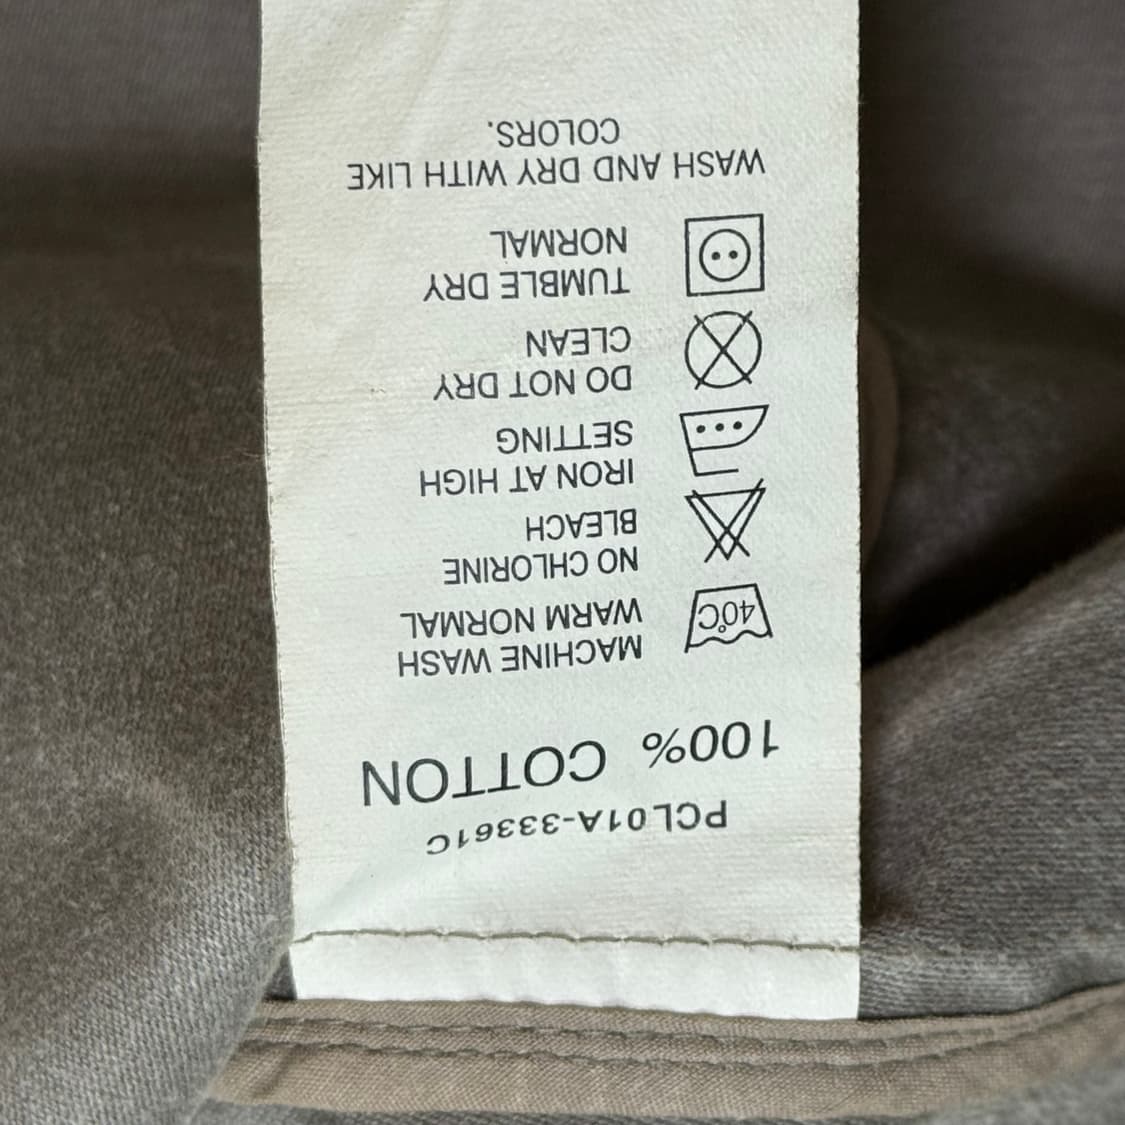 PCL01A-33361C
100% COTTON
MACHINE WASH
WARM NORMAL
40°C
NO CHLORINE
BLEACH
IRON AT HIGH
SETTING
DO NOT DRY
CLEAN
TUMBLE DRY
NORMAL
WASH AND DRY WITH LIKE
COLORS.